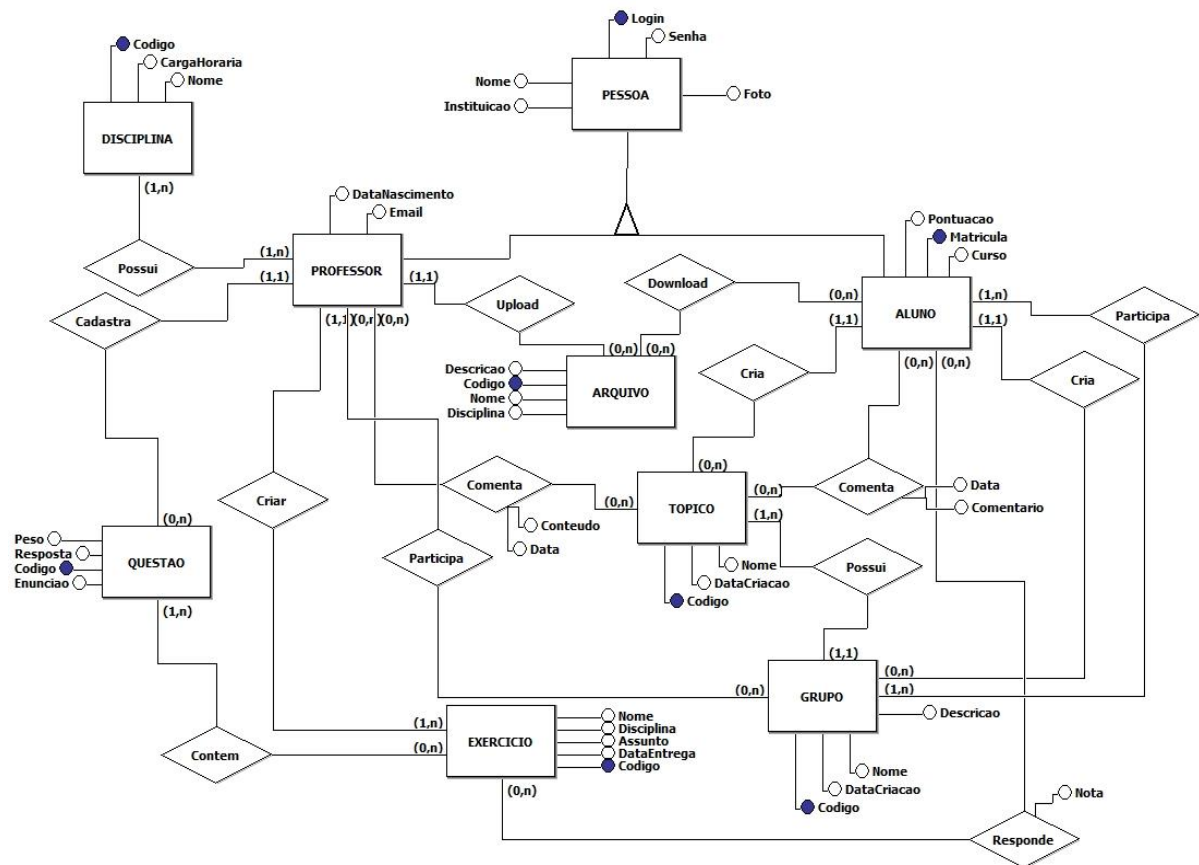 Login
Codigo
Senha
CargaHoraria
Nome
Nome
PESSOA
Foto
Instituicao
DISCIPLINA
(1,n)
DataNascimento
Email
Pontuacao
Matricula
Curso
(1,n)
Possui
PROFESSOR
(1,1)
(1,1)
Download
(0,n)
(1,n)
Upload
ALUNO
Participa
Cadastra
(1,1)
(0,n)
(0,n)
(1,1)
(1,1)
(0,n)
(0,n)
(0,n)
(0,n)
Descricao
Cria
Cria
Codigo
ARQUIVO
Nome
Disciplina
(0,n)
Comenta
(0,n)
Comenta
Data
Criar
(0,n)
TOPICO
Comentario
(0,n)
Conteudo
(1,n)
Peso
Resposta
QUESTAO
Data
Participa
Nome
Possui
Codigo
DataCriacao
Enunciao
Codigo
(1,n)
(1,1)
(0,n)
(0,n)
GRUPO
(1,n)
Descricao
(1,n)
Nome
Disciplina
EXERCICIO
Assunto
Contem
(0,n)
DataEntrega
Codigo
Nome
DataCriacao
(0,n)
Codigo
Nota
Responde